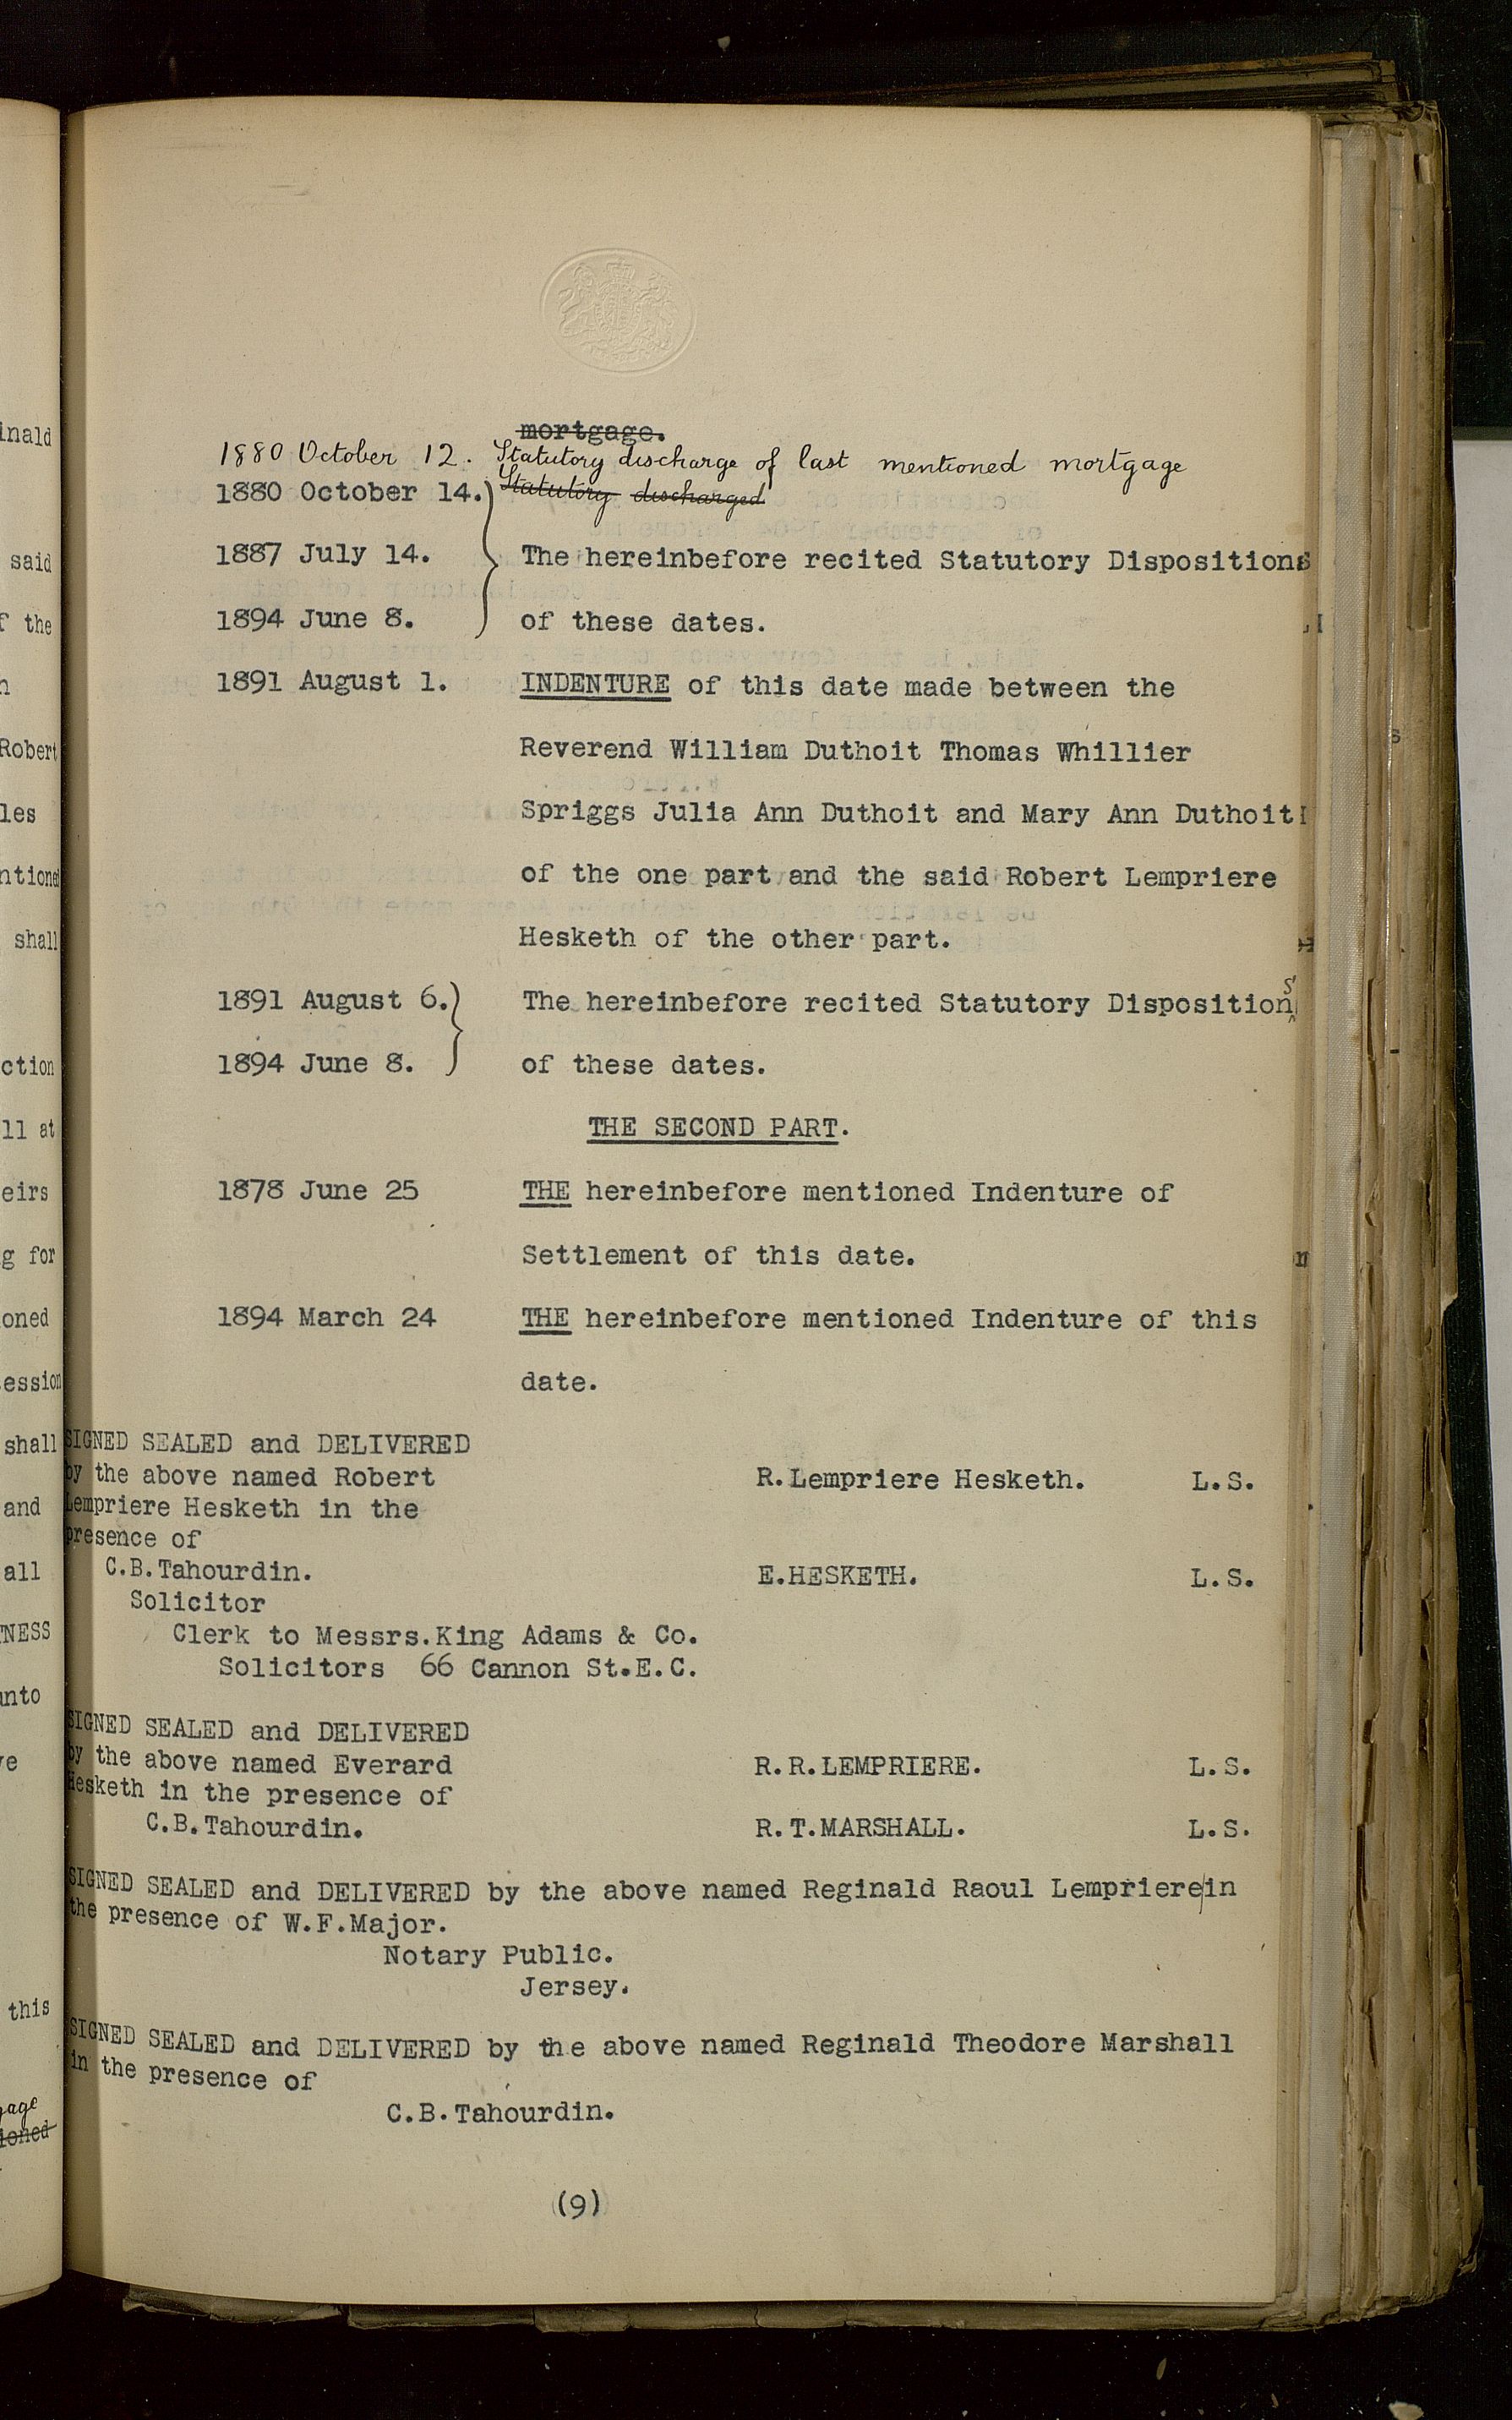 mortgage.
1880 October 12. Statutory discharge of last mentioned mortgage
1880 October 14. Statutory discharged
1887 July 14. The hereinbefore recited Statutory Dispositions
1894 June 8. of these dates.
1891 August 1. INDENTURE of this date made between the
Reverend William Duthoit Thomas Whillier
Spriggs Julia Ann Duthoit and Mary Ann Duthoit
of the one part and the said Robert Lempriere
Hesketh of the other part.
1891 August 6. The hereinbefore recited Statutory Dispositions
1894 June 8. of these dates.
THE SECOND PART.
1878 June 25 THE hereinbefore mentioned Indenture of
Settlement of this date.
1894 March 24 THE hereinbefore mentioned Indenture of this
date.
SIGNED SEALED and DELIVERED
by the above named Robert
R.Lempriere Hesketh. L.S.
Lempriere Hesketh in the
presence of
C.B.Tahourdin.
E.HESKETH. L.S.
Solicitor
Clerk to Messrs.King Adams & Co.
Solicitors 66 Cannon St.E.C.
SIGNED SEALED and DELIVERED
by the above named Everard
R.R.LEMPRIERE. L.S.
Hesketh in the presence of
C.B.Tahourdin.
R.T.MARSHALL. L.S.
SIGNED SEALED and DELIVERED by the above named Reginald Raoul Lempriere in
the presence of W.F.Major.
Notary Public.
Jersey.
SIGNED SEALED and DELIVERED by the above named Reginald Theodore Marshall
in the presence of
C.B.Tahourdin.
(9)